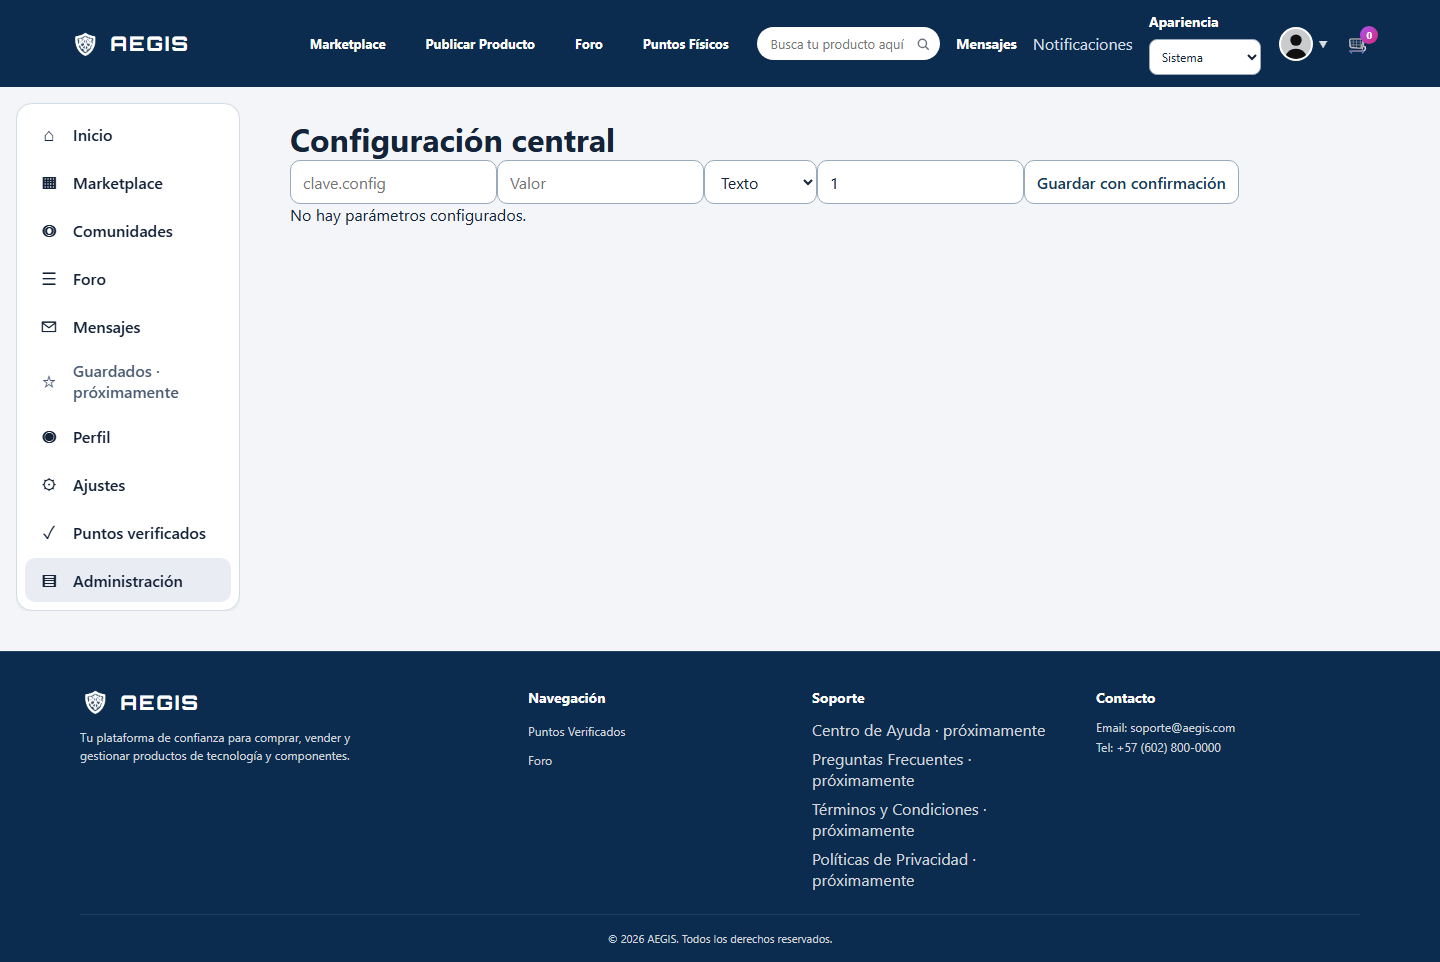 AEGIS
Marketplace
Publicar Producto
Foro
Puntos Físicos
Busca tu producto aquí
Mensajes
Notificaciones
Apariencia
Sistema
0
Inicio
Marketplace
Comunidades
Foro
Mensajes
Guardados ·
próximamente
Perfil
Ajustes
Puntos verificados
Administración
Configuración central
clave.config
Valor
Texto
1
Guardar con confirmación
No hay parámetros configurados.
AEGIS
Tu plataforma de confianza para comprar, vender y
gestionar productos de tecnología y componentes.
Navegación
Puntos Verificados
Foro
Soporte
Centro de Ayuda · próximamente
Preguntas Frecuentes ·
próximamente
Términos y Condiciones ·
próximamente
Políticas de Privacidad ·
próximamente
Contacto
Email: soporte@aegis.com
Tel: +57 (602) 800-0000
© 2026 AEGIS. Todos los derechos reservados.